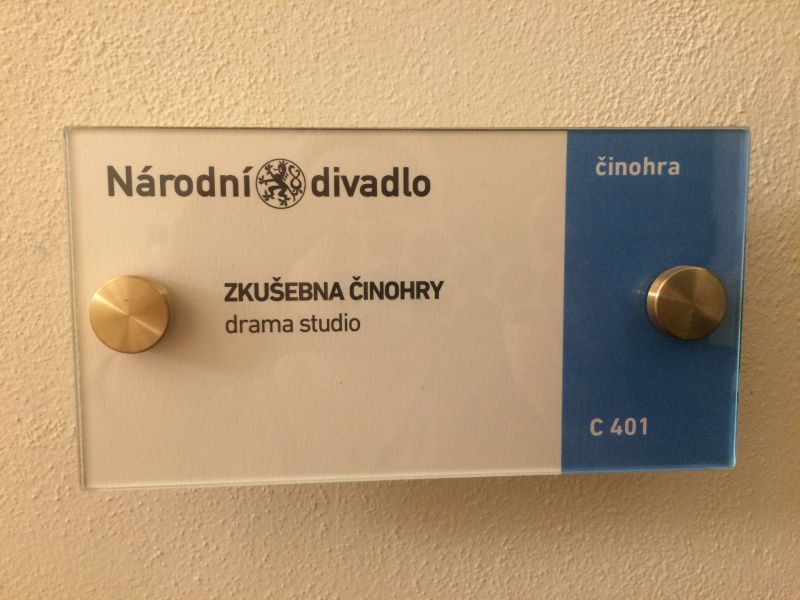 Národní divadlo
činohra
ZKUŠEBNA ČINOHRY
drama studio
C 401